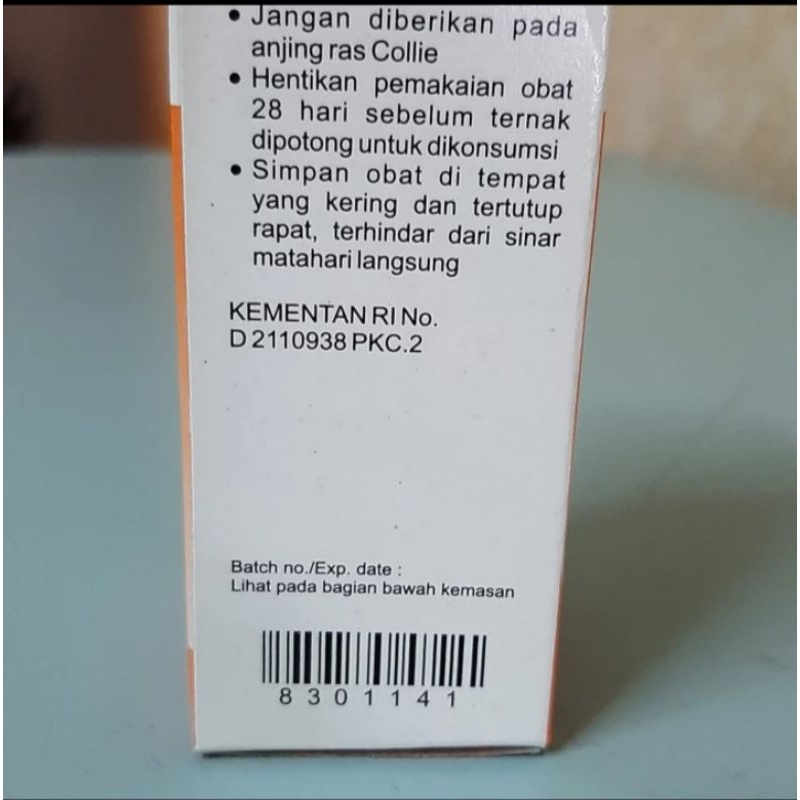 • Jangan diberikan pada
anjing ras Collie
• Hentikan pemakaian obat
28 hari sebelum ternak
dipotong untuk dikonsumsi
• Simpan obat di tempat
yang kering dan tertutup
rapat, terhindar dari sinar
matahari langsung
KEMENTAN RI No.
D 2110938 PKC.2
Batch no./Exp. date :
Lihat pada bagian bawah kemasan
8301141